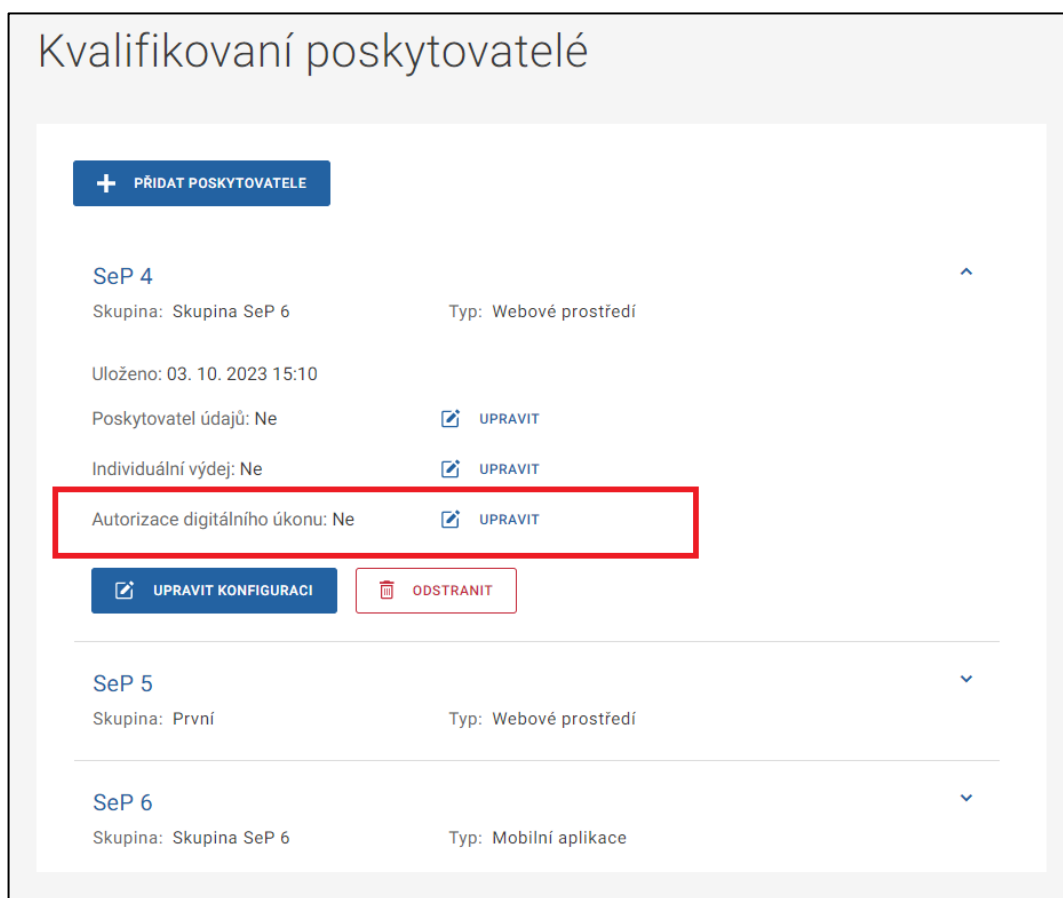 Kvalifikovaní poskytovatelé
PŘIDAT POSKYTOVATELE
SeP 4
Skupina: Skupina SeP 6 Typ: Webové prostředí
Uloženo: 03. 10. 2023 15:10
Poskytovatel údajů: Ne UPRAVIT
Individuální výdej: Ne UPRAVIT
Autorizace digitálního úkonu: Ne UPRAVIT
UPRAVIT KONFIGURACI ODSTRANIT
SeP 5
Skupina: První Typ: Webové prostředí
SeP 6
Skupina: Skupina SeP 6 Typ: Mobilní aplikace